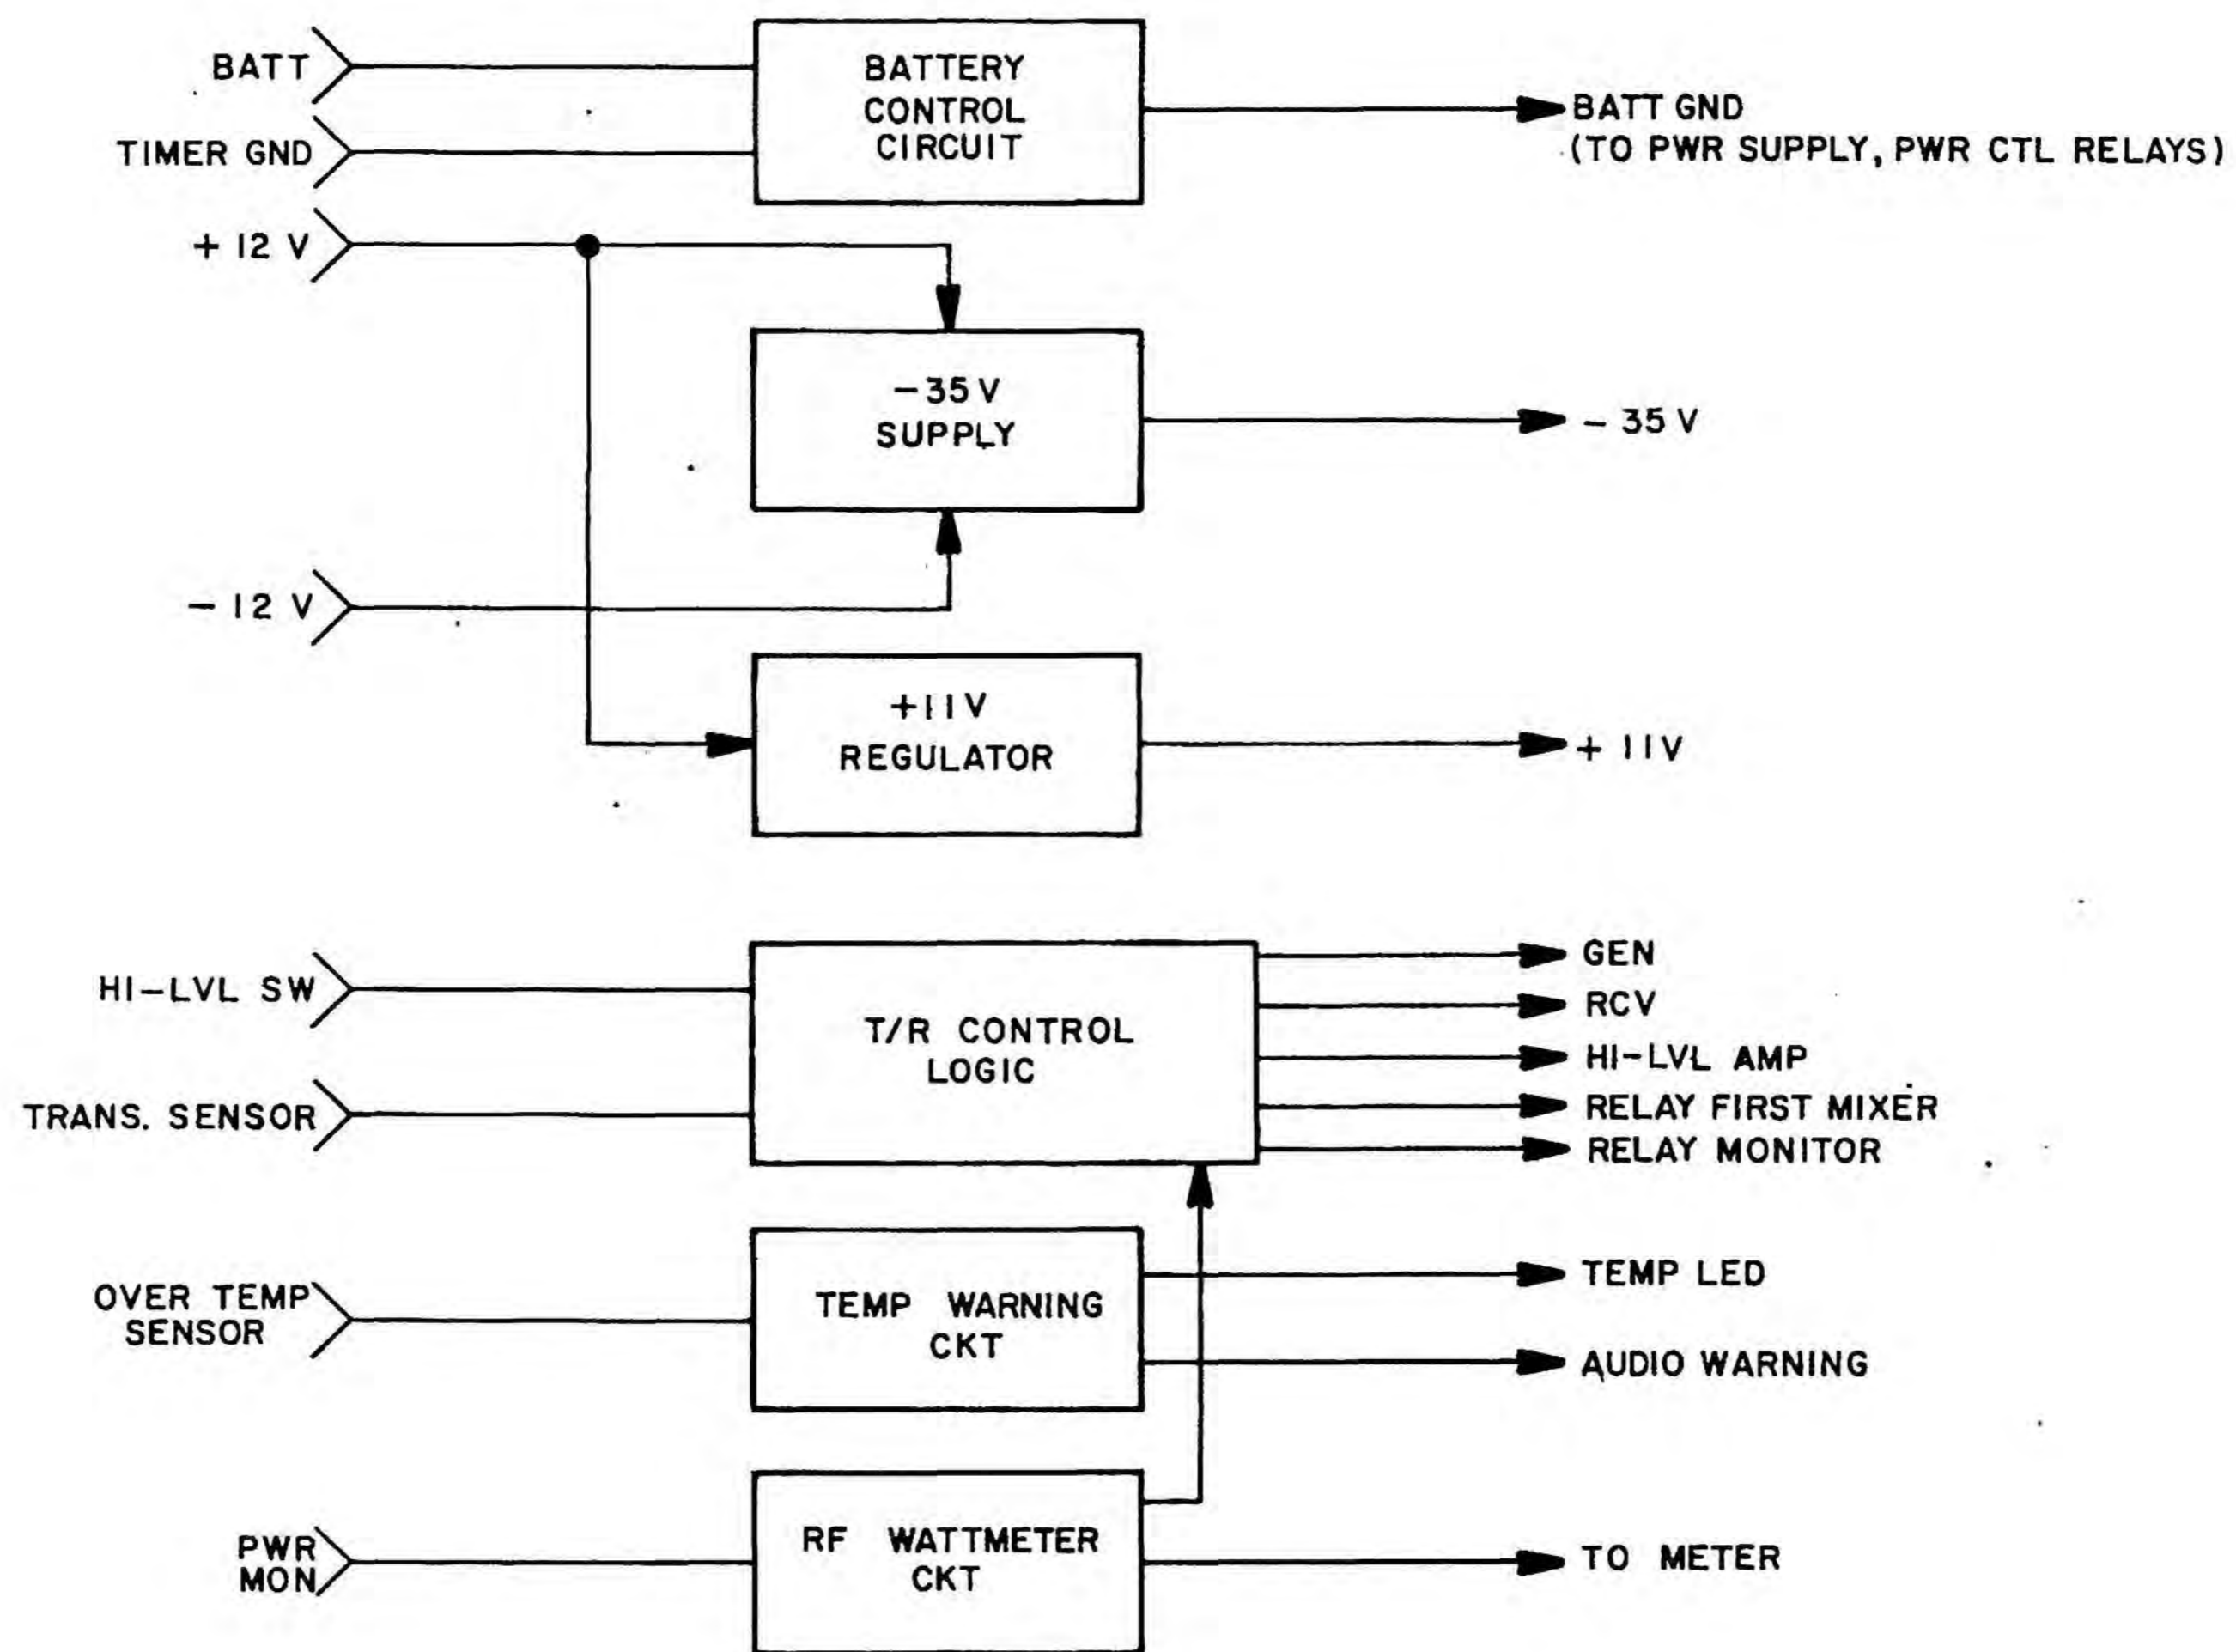 BATT
TIMER GND
BATTERY
CONTROL
CIRCUIT
BATT GND
(TO PWR SUPPLY, PWR CTL RELAYS)
+ 12 V
- 35 V
SUPPLY
- 35 V
- 12 V
+11V
REGULATOR
+ 11V
HI-LVL SW
TRANS. SENSOR
T/R CONTROL
LOGIC
GEN
RCV
HI-LVL AMP
RELAY FIRST MIXER
RELAY MONITOR
OVER TEMP
SENSOR
TEMP WARNING
CKT
TEMP LED
AUDIO WARNING
PWR
MON
RF WATTMETER
CKT
TO METER